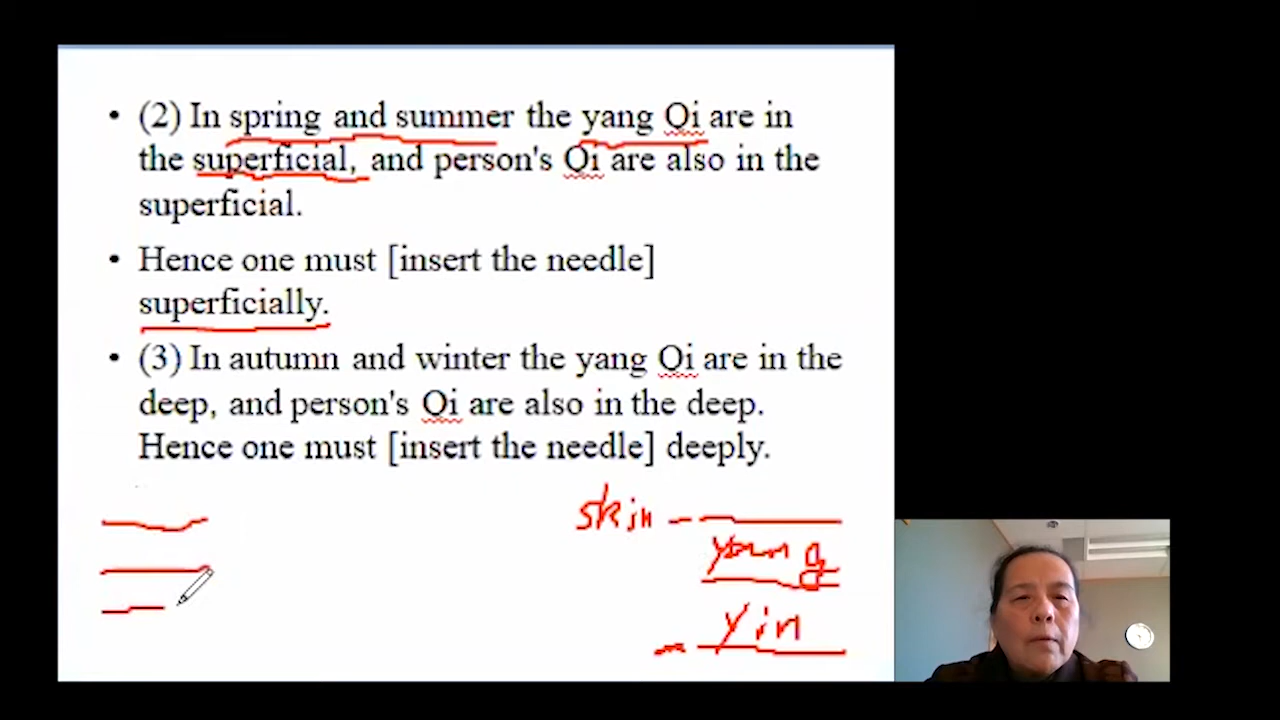 • (2) In spring and summer the yang Qi are in
the superficial, and person's Qi are also in the
superficial.
• Hence one must [insert the needle]
superficially.
• (3) In autumn and winter the yang Qi are in the
deep, and person's Qi are also in the deep.
Hence one must [insert the needle] deeply.
skin
yang
yin